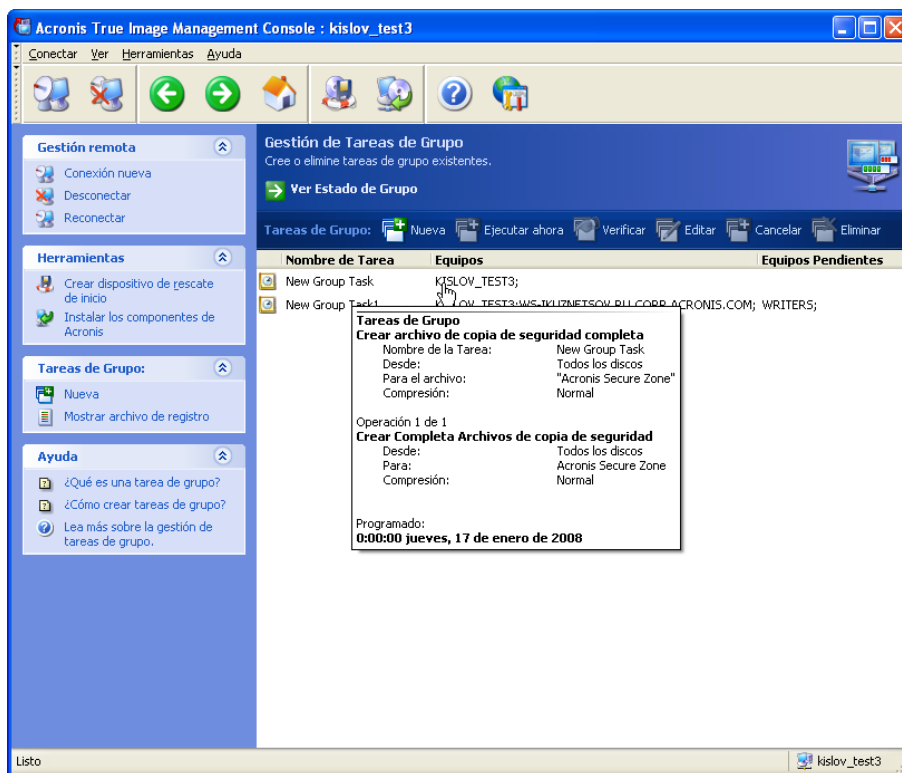 Acronis True Image Management Console : kislov_test3
Conectar Ver Herramientas Ayuda
Gestión remota
Conexión nueva
Desconectar
Reconectar
Herramientas
Crear dispositivo de rescate
de inicio
Instalar los componentes de
Acronis
Tareas de Grupo:
Nueva
Mostrar archivo de registro
Ayuda
¿Qué es una tarea de grupo?
¿Cómo crear tareas de grupo?
Lea más sobre la gestión de
tareas de grupo.
Gestión de Tareas de Grupo
Cree o elimine tareas de grupo existentes.
Ver Estado de Grupo
Tareas de Grupo: Nueva Ejecutar ahora Verificar Editar Cancelar Eliminar
Nombre de Tarea Equipos Equipos Pendientes
New Group Task KISLOV_TEST3;
New Group Task1 WRITERS;
Tareas de Grupo
Crear archivo de copia de seguridad completa
Nombre de la Tarea: New Group Task
Desde: Todos los discos
Para el archivo: "Acronis Secure Zone"
Compresión: Normal
Operación 1 de 1
Crear Completa Archivos de copia de seguridad
Desde: Todos los discos
Para: Acronis Secure Zone
Compresión: Normal
Programado:
0:00:00 jueves, 17 de enero de 2008
Listo kislov_test3